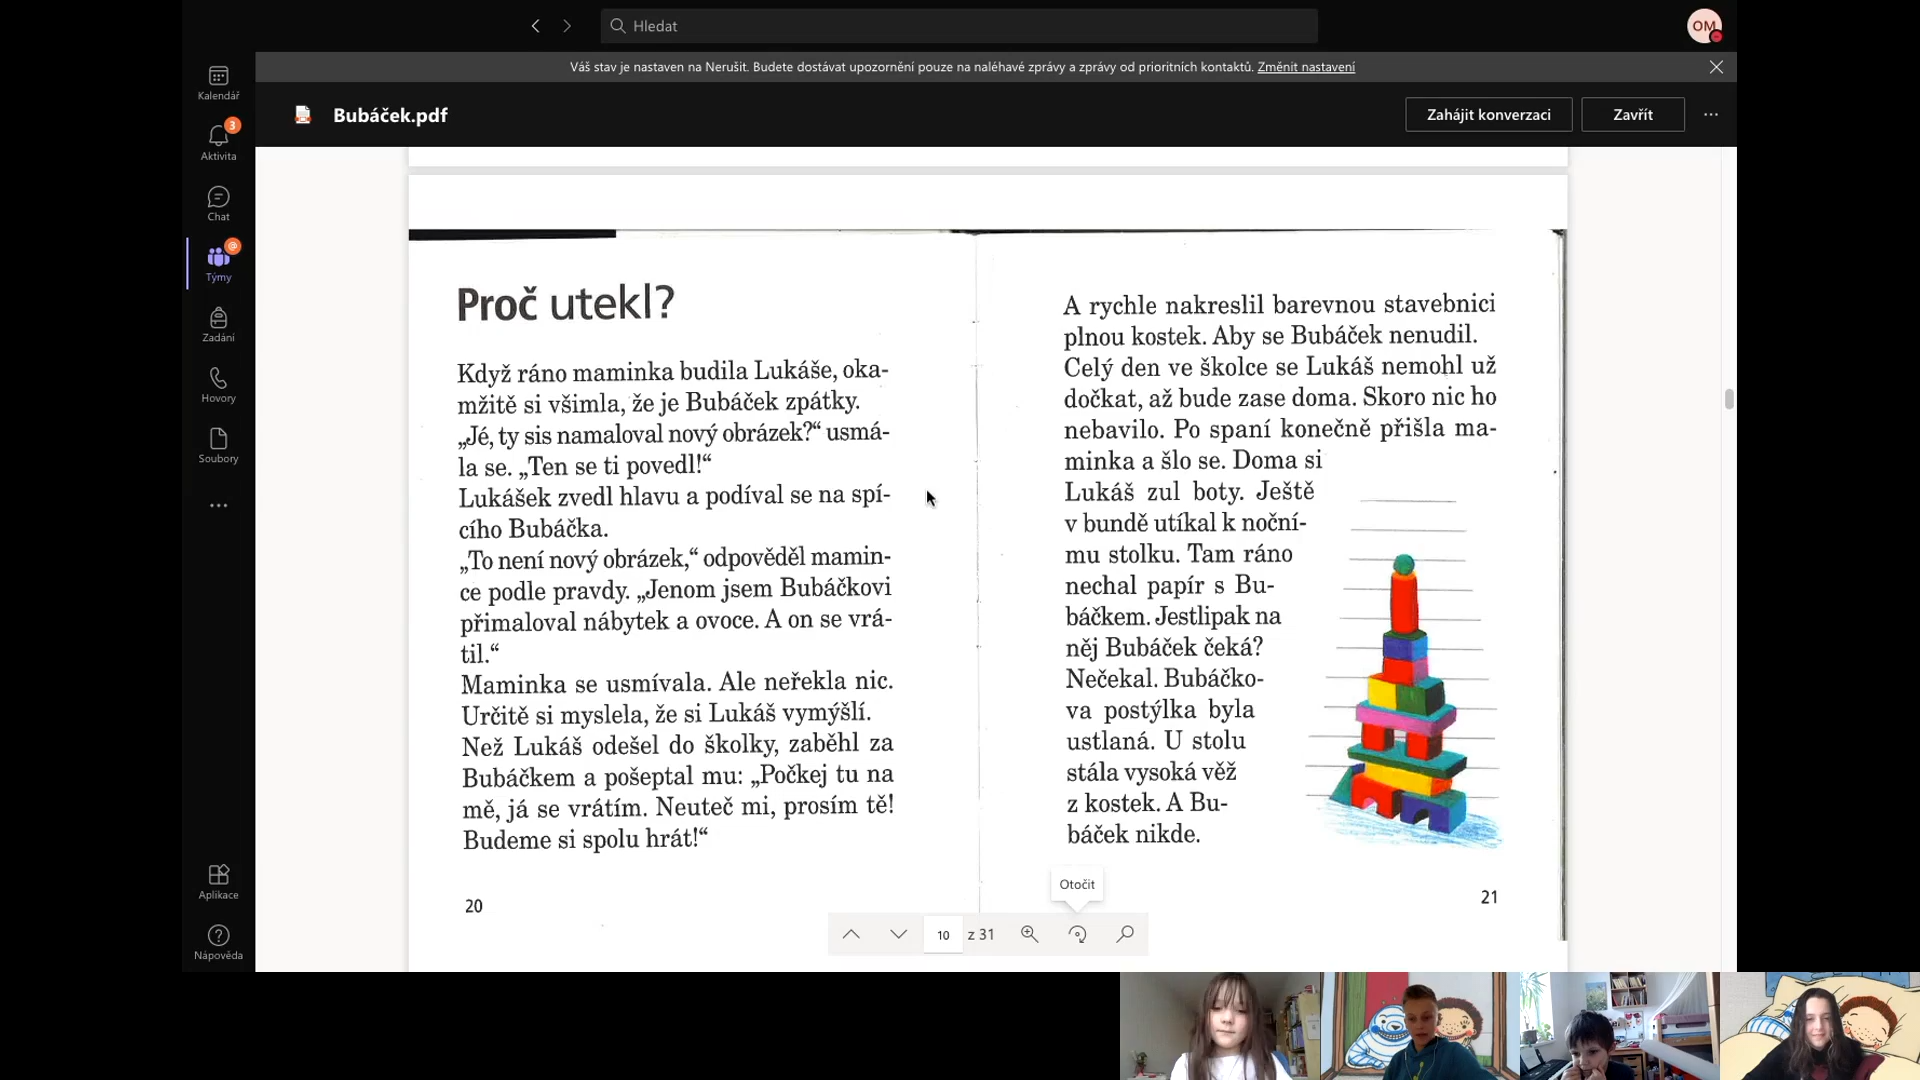 Hledat
OM
Váš stav je nastaven na Nerušit. Budete dostávat upozornění pouze na naléhavé zprávy a zprávy od prioritních kontaktů. Změnit nastavení
Bubáček.pdf
Zahájit konverzaci
Zavřít
Kalendář
3
Aktivita
Chat
@
Týmy
Zadání
Hovory
Soubory
Aplikace
Nápověda
Proč utekl?
Když ráno maminka budila Lukáše, oka-
mžitě si všimla, že je Bubáček zpátky.
„Jé, ty sis namaloval nový obrázek?“ usmá-
la se. „Ten se ti povedl!“
Lukášek zvedl hlavu a podíval se na spí-
cího Bubáčka.
„To není nový obrázek,“ odpověděl mamin-
ce podle pravdy. „Jenom jsem Bubáčkovi
přimaloval nábytek a ovoce. A on se vrá-
til.“
Maminka se usmívala. Ale neřekla nic.
Určitě si myslela, že si Lukáš vymýšlí.
Než Lukáš odešel do školky, zaběhl za
Bubáčkem a pošeptal mu: „Počkej tu na
mě, já se vrátím. Neuteč mi, prosím tě!
Budeme si spolu hrát!“
20
A rychle nakreslil barevnou stavebnici
plnou kostek. Aby se Bubáček nenudil.
Celý den ve školce se Lukáš nemohl už
dočkat, až bude zase doma. Skoro nic ho
nebavilo. Po spaní konečně přišla ma-
minka a šlo se. Doma si
Lukáš zul boty. Ještě
v bundě utíkal k noční-
mu stolku. Tam ráno
nechal papír s Bu-
báčkem. Jestlipak na
něj Bubáček čeká?
Nečekal. Bubáčko-
va postýlka byla
ustlaná. U stolu
stála vysoká věž
z kostek. A Bu-
báček nikde.
21
Otočit
10 z 31